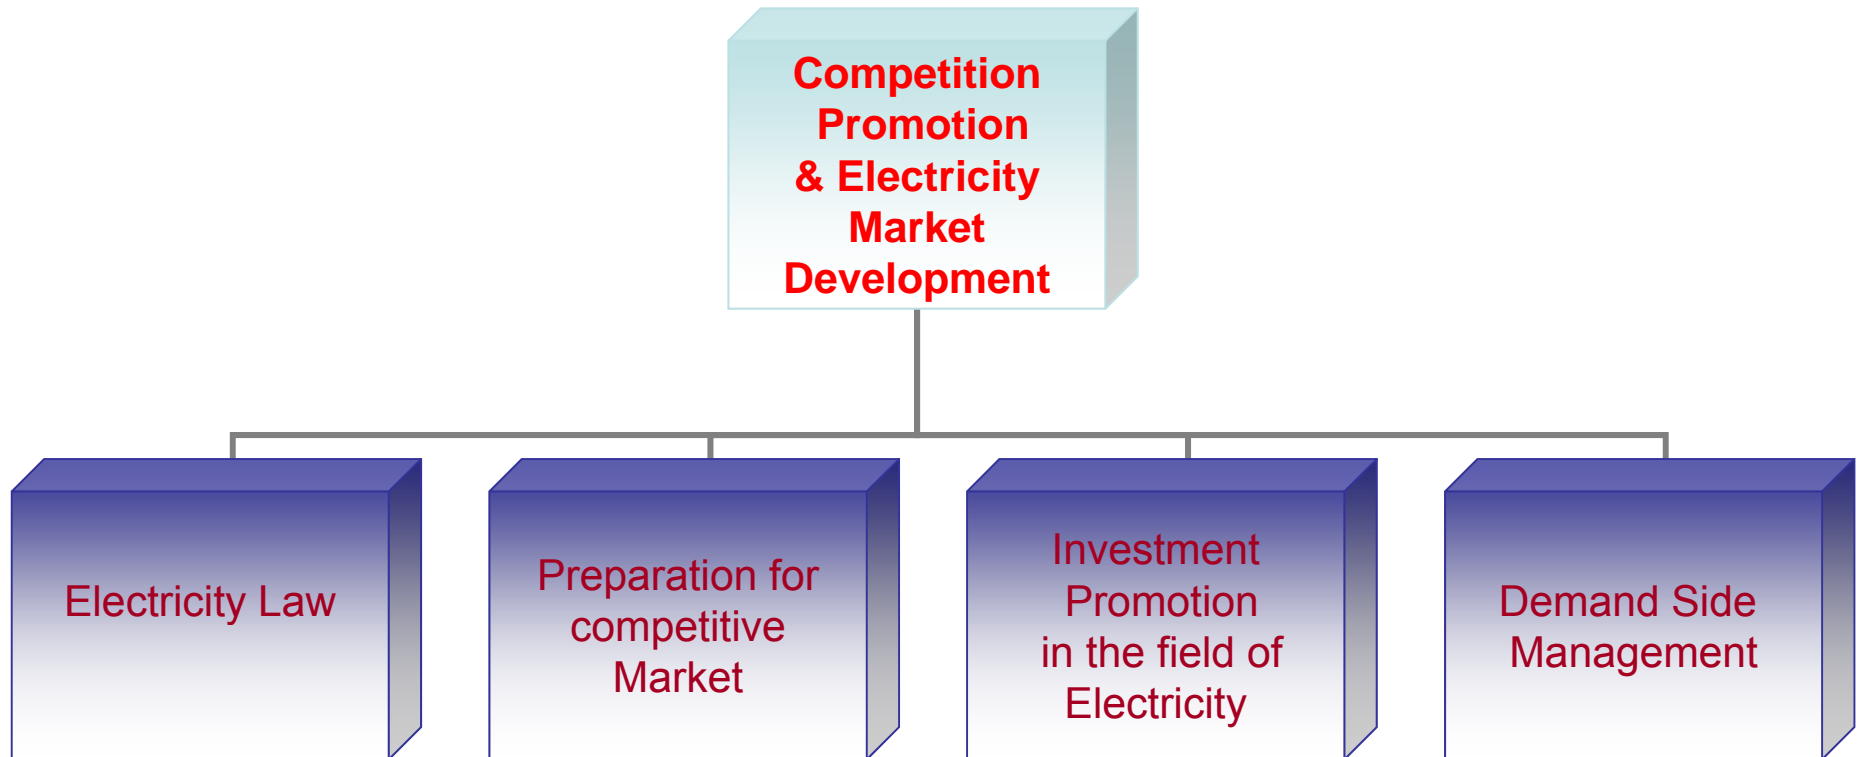 Competition
Promotion
& Electricity
Market
Development
Electricity Law
Preparation for
competitive
Market
Investment
Promotion
in the field of
Electricity
Demand Side
Management